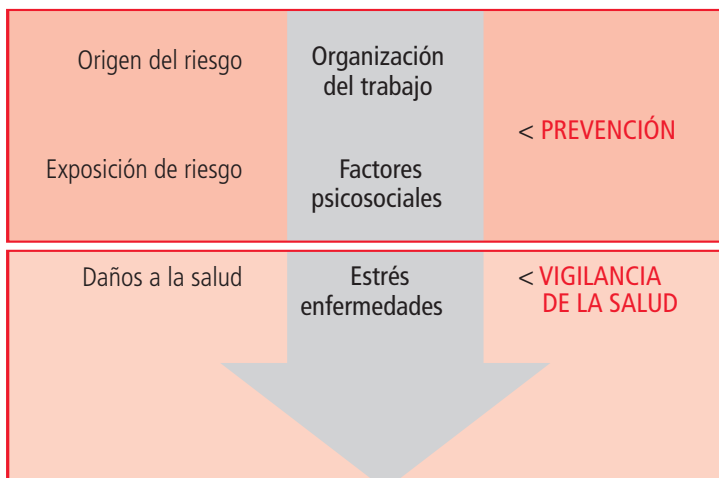 Origen del riesgo
Organización
del trabajo
< PREVENCIÓN
Exposición de riesgo
Factores
psicosociales
Daños a la salud
Estrés
enfermedades
< VIGILANCIA
DE LA SALUD